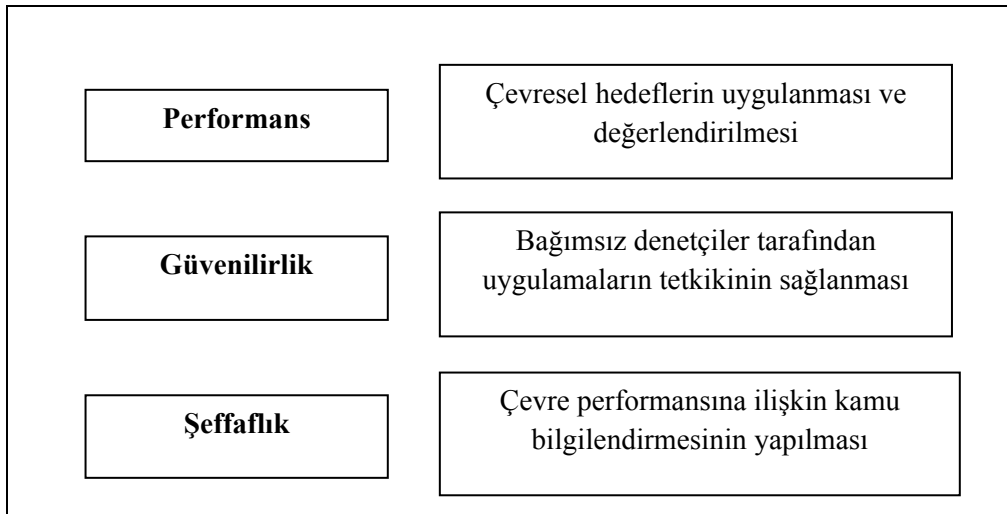 Performans
Çevresel hedeflerin uygulanması ve
değerlendirilmesi
Güvenilirlik
Bağımsız denetçiler tarafından
uygulamaların tetkikinin sağlanması
Şeffaflık
Çevre performansına ilişkin kamu
bilgilendirmesinin yapılması